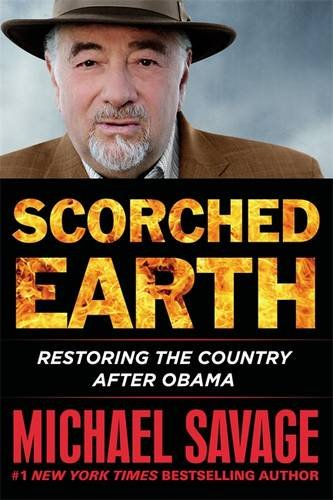 SCORCHED
EARTH
RESTORING THE COUNTRY
AFTER OBAMA
MICHAEL SAVAGE
#1 NEW YORK TIMES BESTSELLING AUTHOR